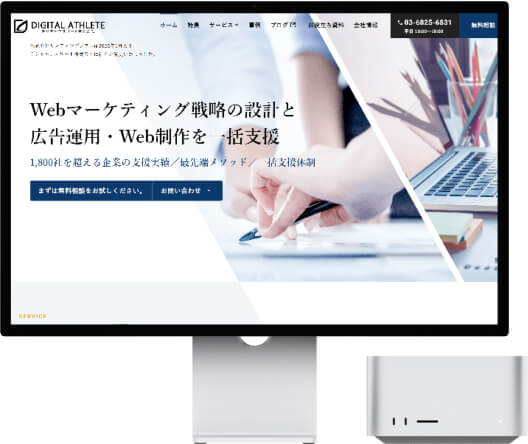 DIGITAL ATHLETE
ホーム 特長 サービス 事例 ブログ お役立ち資料 会社情報
03-6825-6831
平日 10:00〜18:00
無料相談
Webマーケティング戦略の設計と
広告運用・Web制作を一括支援
1,800社を超える企業の支援実績／最先端メソッド／一括支援体制
まずは無料相談をお試しください。 お問い合わせ
SERVICE